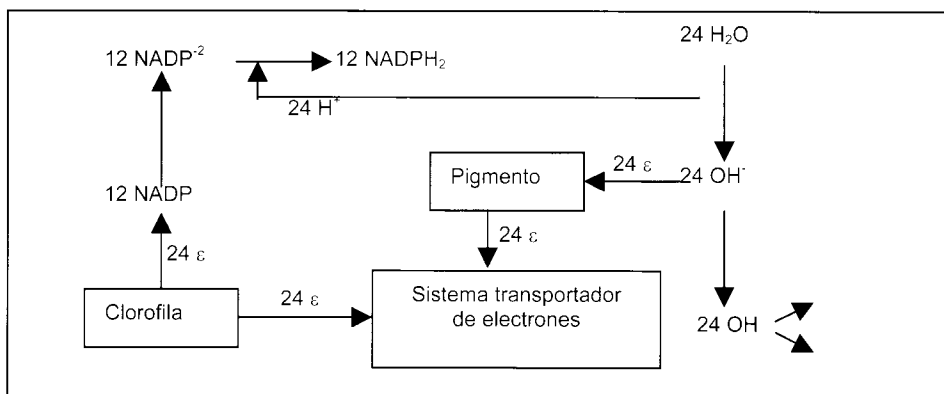 24 H₂O
12 NADP⁻² 12 NADPH₂
24 H⁺
Pigmento 24 ε 24 OH⁻
12 NADP
24 ε
24 ε
Clorofila 24 ε Sistema transportador
de electrones
24 OH